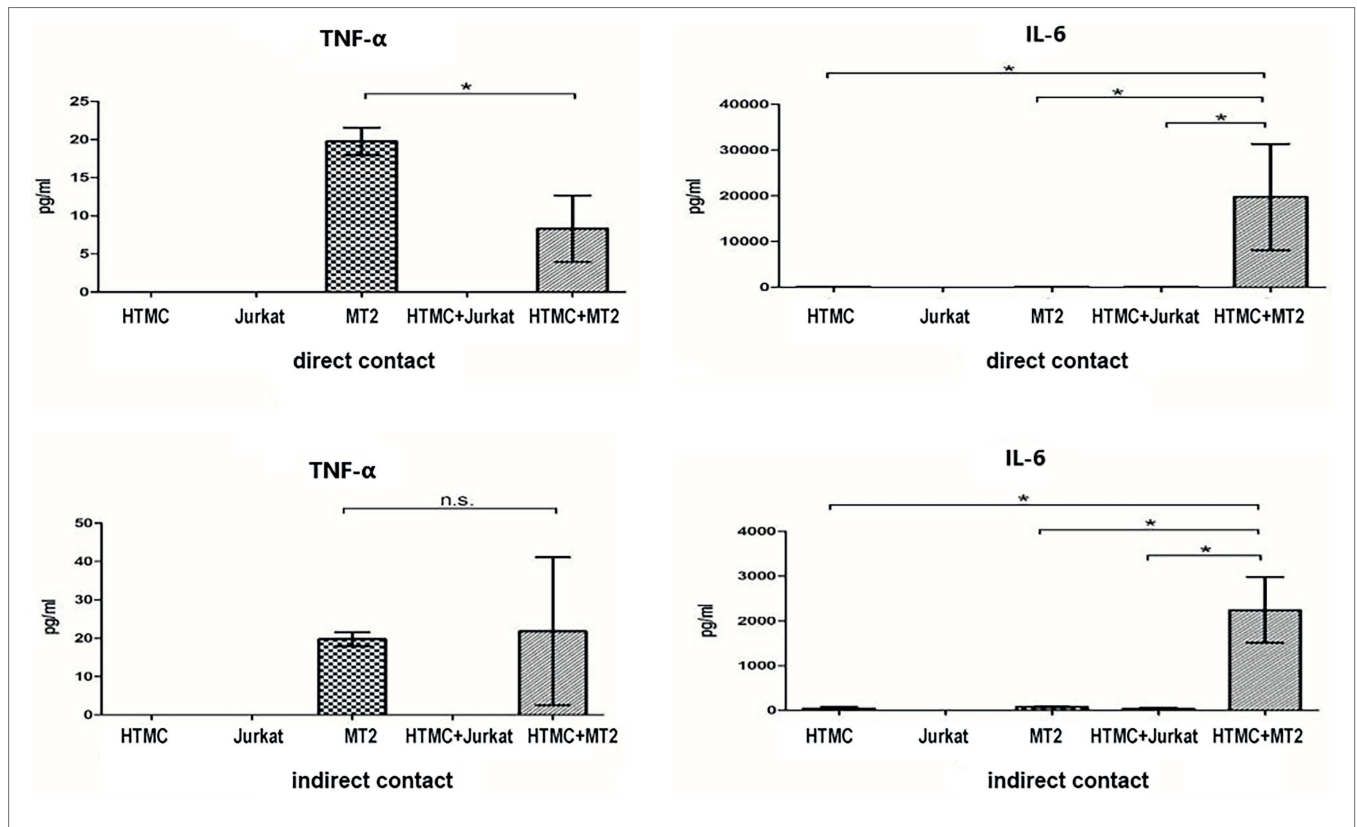 TNF-α
*
25
20
15
10
5
0
pg/ml
HTMC Jurkat MT2 HTMC+Jurkat HTMC+MT2
direct contact
IL-6
*
*
*
40000
30000
20000
10000
0
pg/ml
HTMC Jurkat MT2 HTMC+Jurkat HTMC+MT2
direct contact
TNF-α
n.s.
50
40
30
20
10
0
pg/ml
HTMC Jurkat MT2 HTMC+Jurkat HTMC+MT2
indirect contact
IL-6
*
*
*
4000
3000
2000
1000
0
pg/ml
HTMC Jurkat MT2 HTMC+Jurkat HTMC+MT2
indirect contact